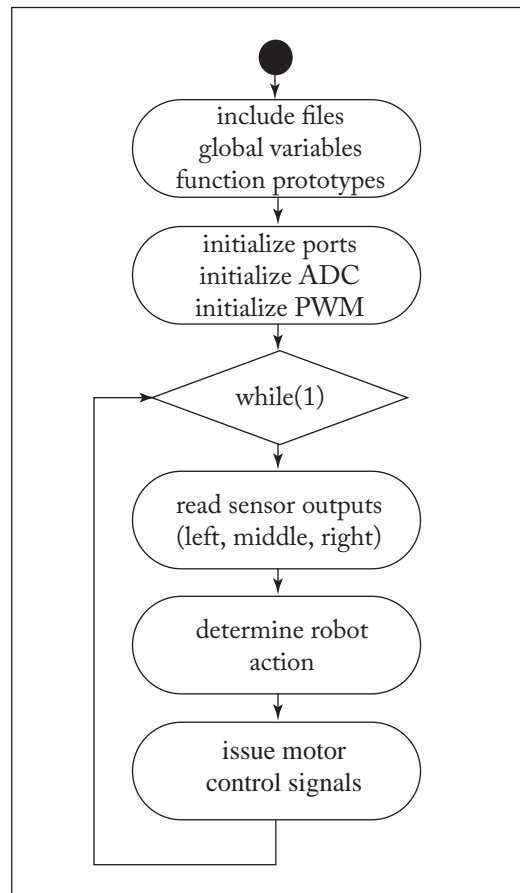 include files
global variables
function prototypes
initialize ports
initialize ADC
initialize PWM
while(1)
read sensor outputs
(left, middle, right)
determine robot
action
issue motor
control signals